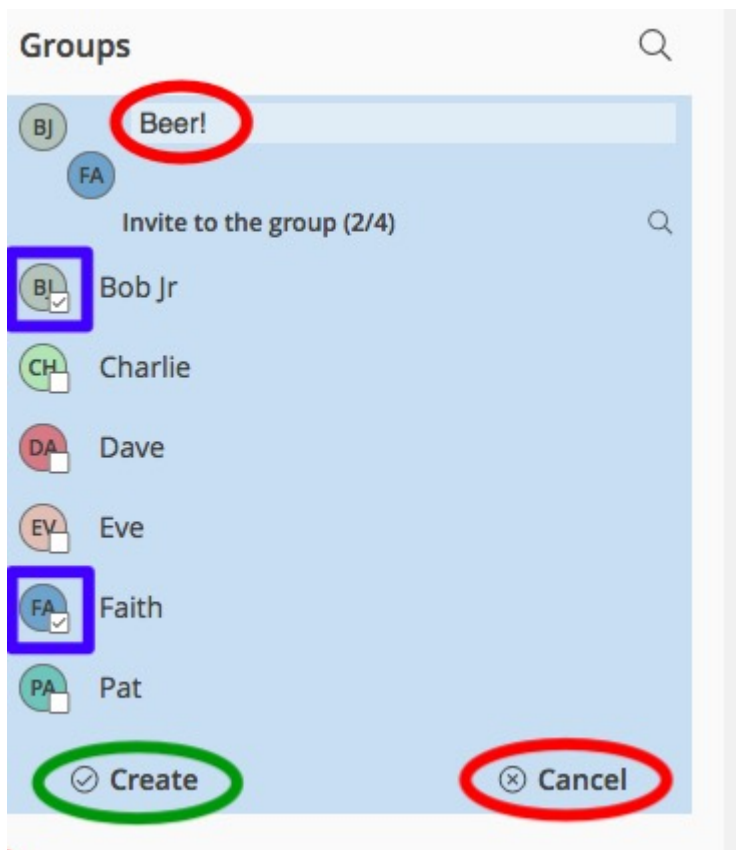 Groups
BJ Beer!
FA
Invite to the group (2/4)
BJ Bob Jr
CH Charlie
DA Dave
EV Eve
FA Faith
PA Pat
Create Cancel